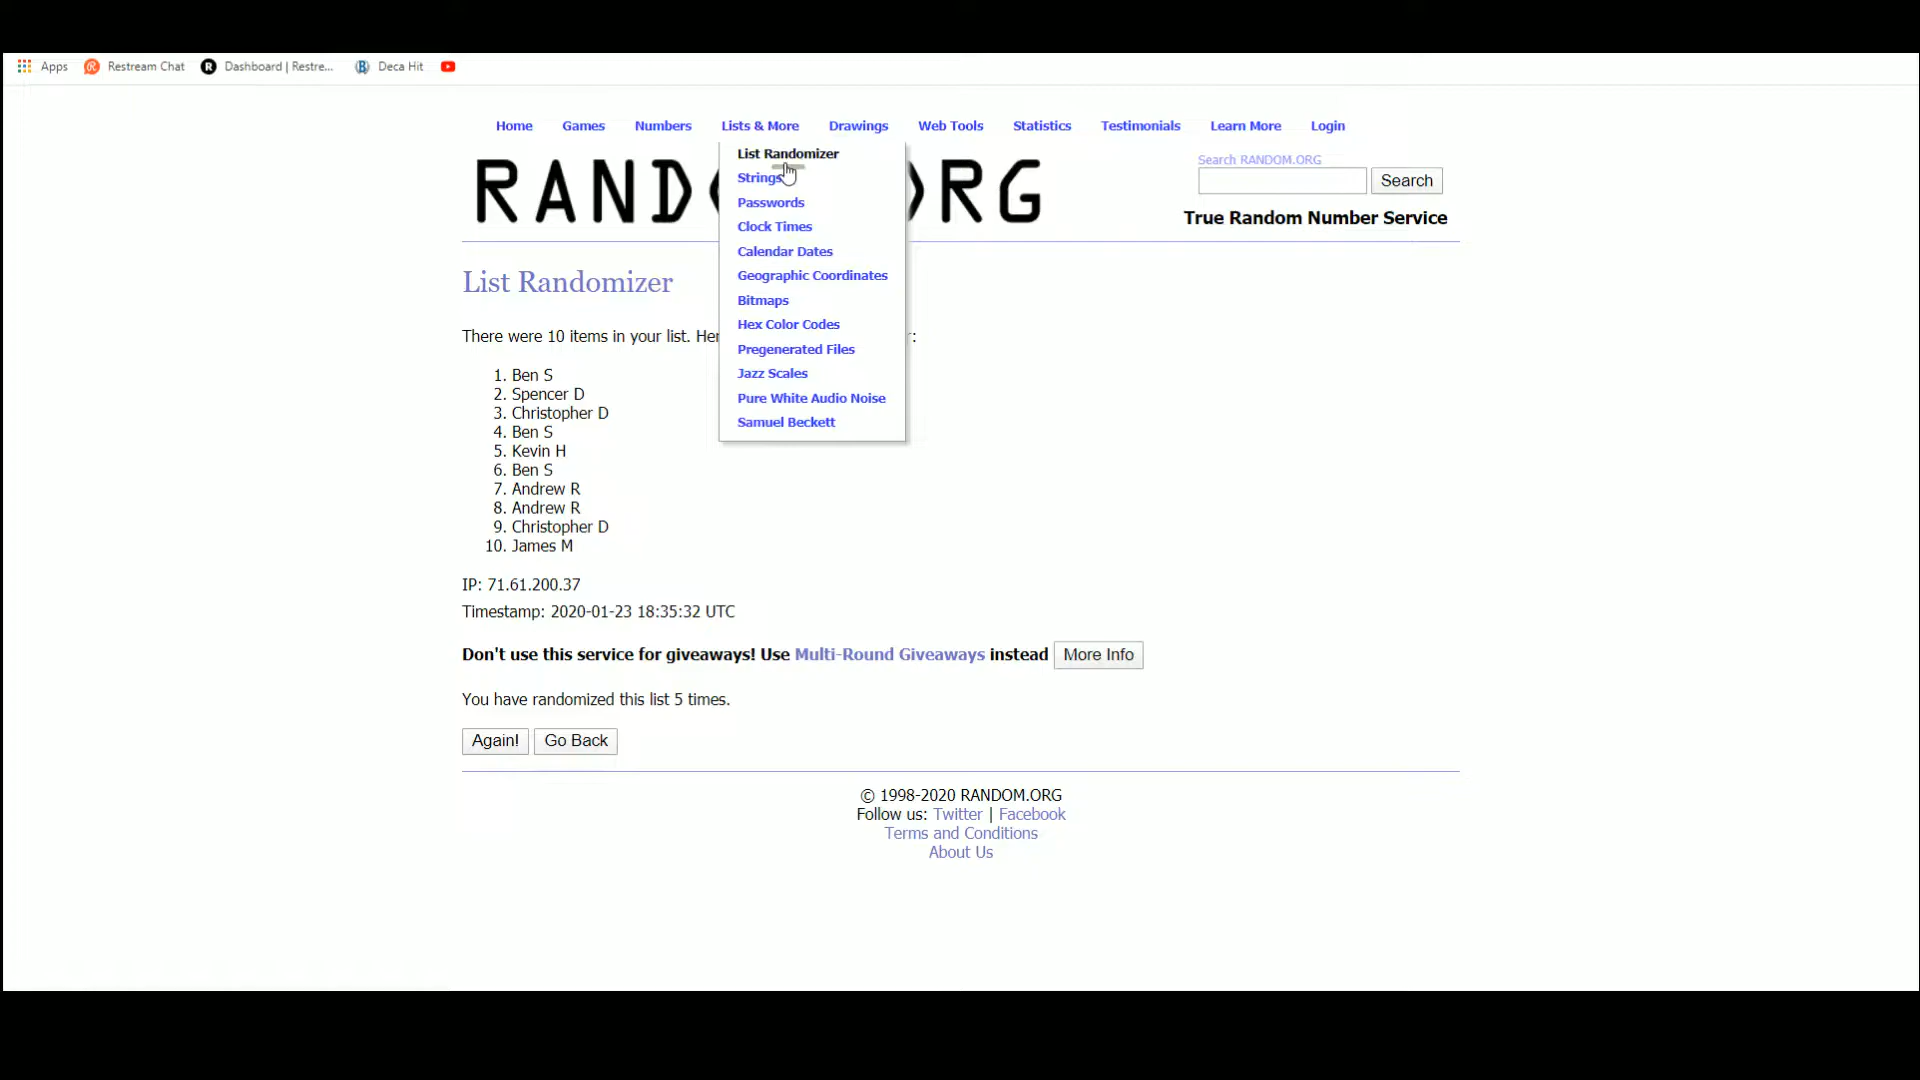 Apps Restream Chat Dashboard | Restre... Deca Hit
Home Games Numbers Lists & More Drawings Web Tools Statistics Testimonials Learn More Login
List Randomizer
Strings
Passwords
Clock Times
Calendar Dates
Geographic Coordinates
Bitmaps
Hex Color Codes
Pregenerated Files
Jazz Scales
Pure White Audio Noise
Samuel Beckett
RAND RG
Search RANDOM.ORG
Search
True Random Number Service
List Randomizer
There were 10 items in your list. Her :
1. Ben S
2. Spencer D
3. Christopher D
4. Ben S
5. Kevin H
6. Ben S
7. Andrew R
8. Andrew R
9. Christopher D
10. James M
IP: 71.61.200.37
Timestamp: 2020-01-23 18:35:32 UTC
Don't use this service for giveaways! Use Multi-Round Giveaways instead More Info
You have randomized this list 5 times.
Again! Go Back
© 1998-2020 RANDOM.ORG
Follow us: Twitter | Facebook
Terms and Conditions
About Us